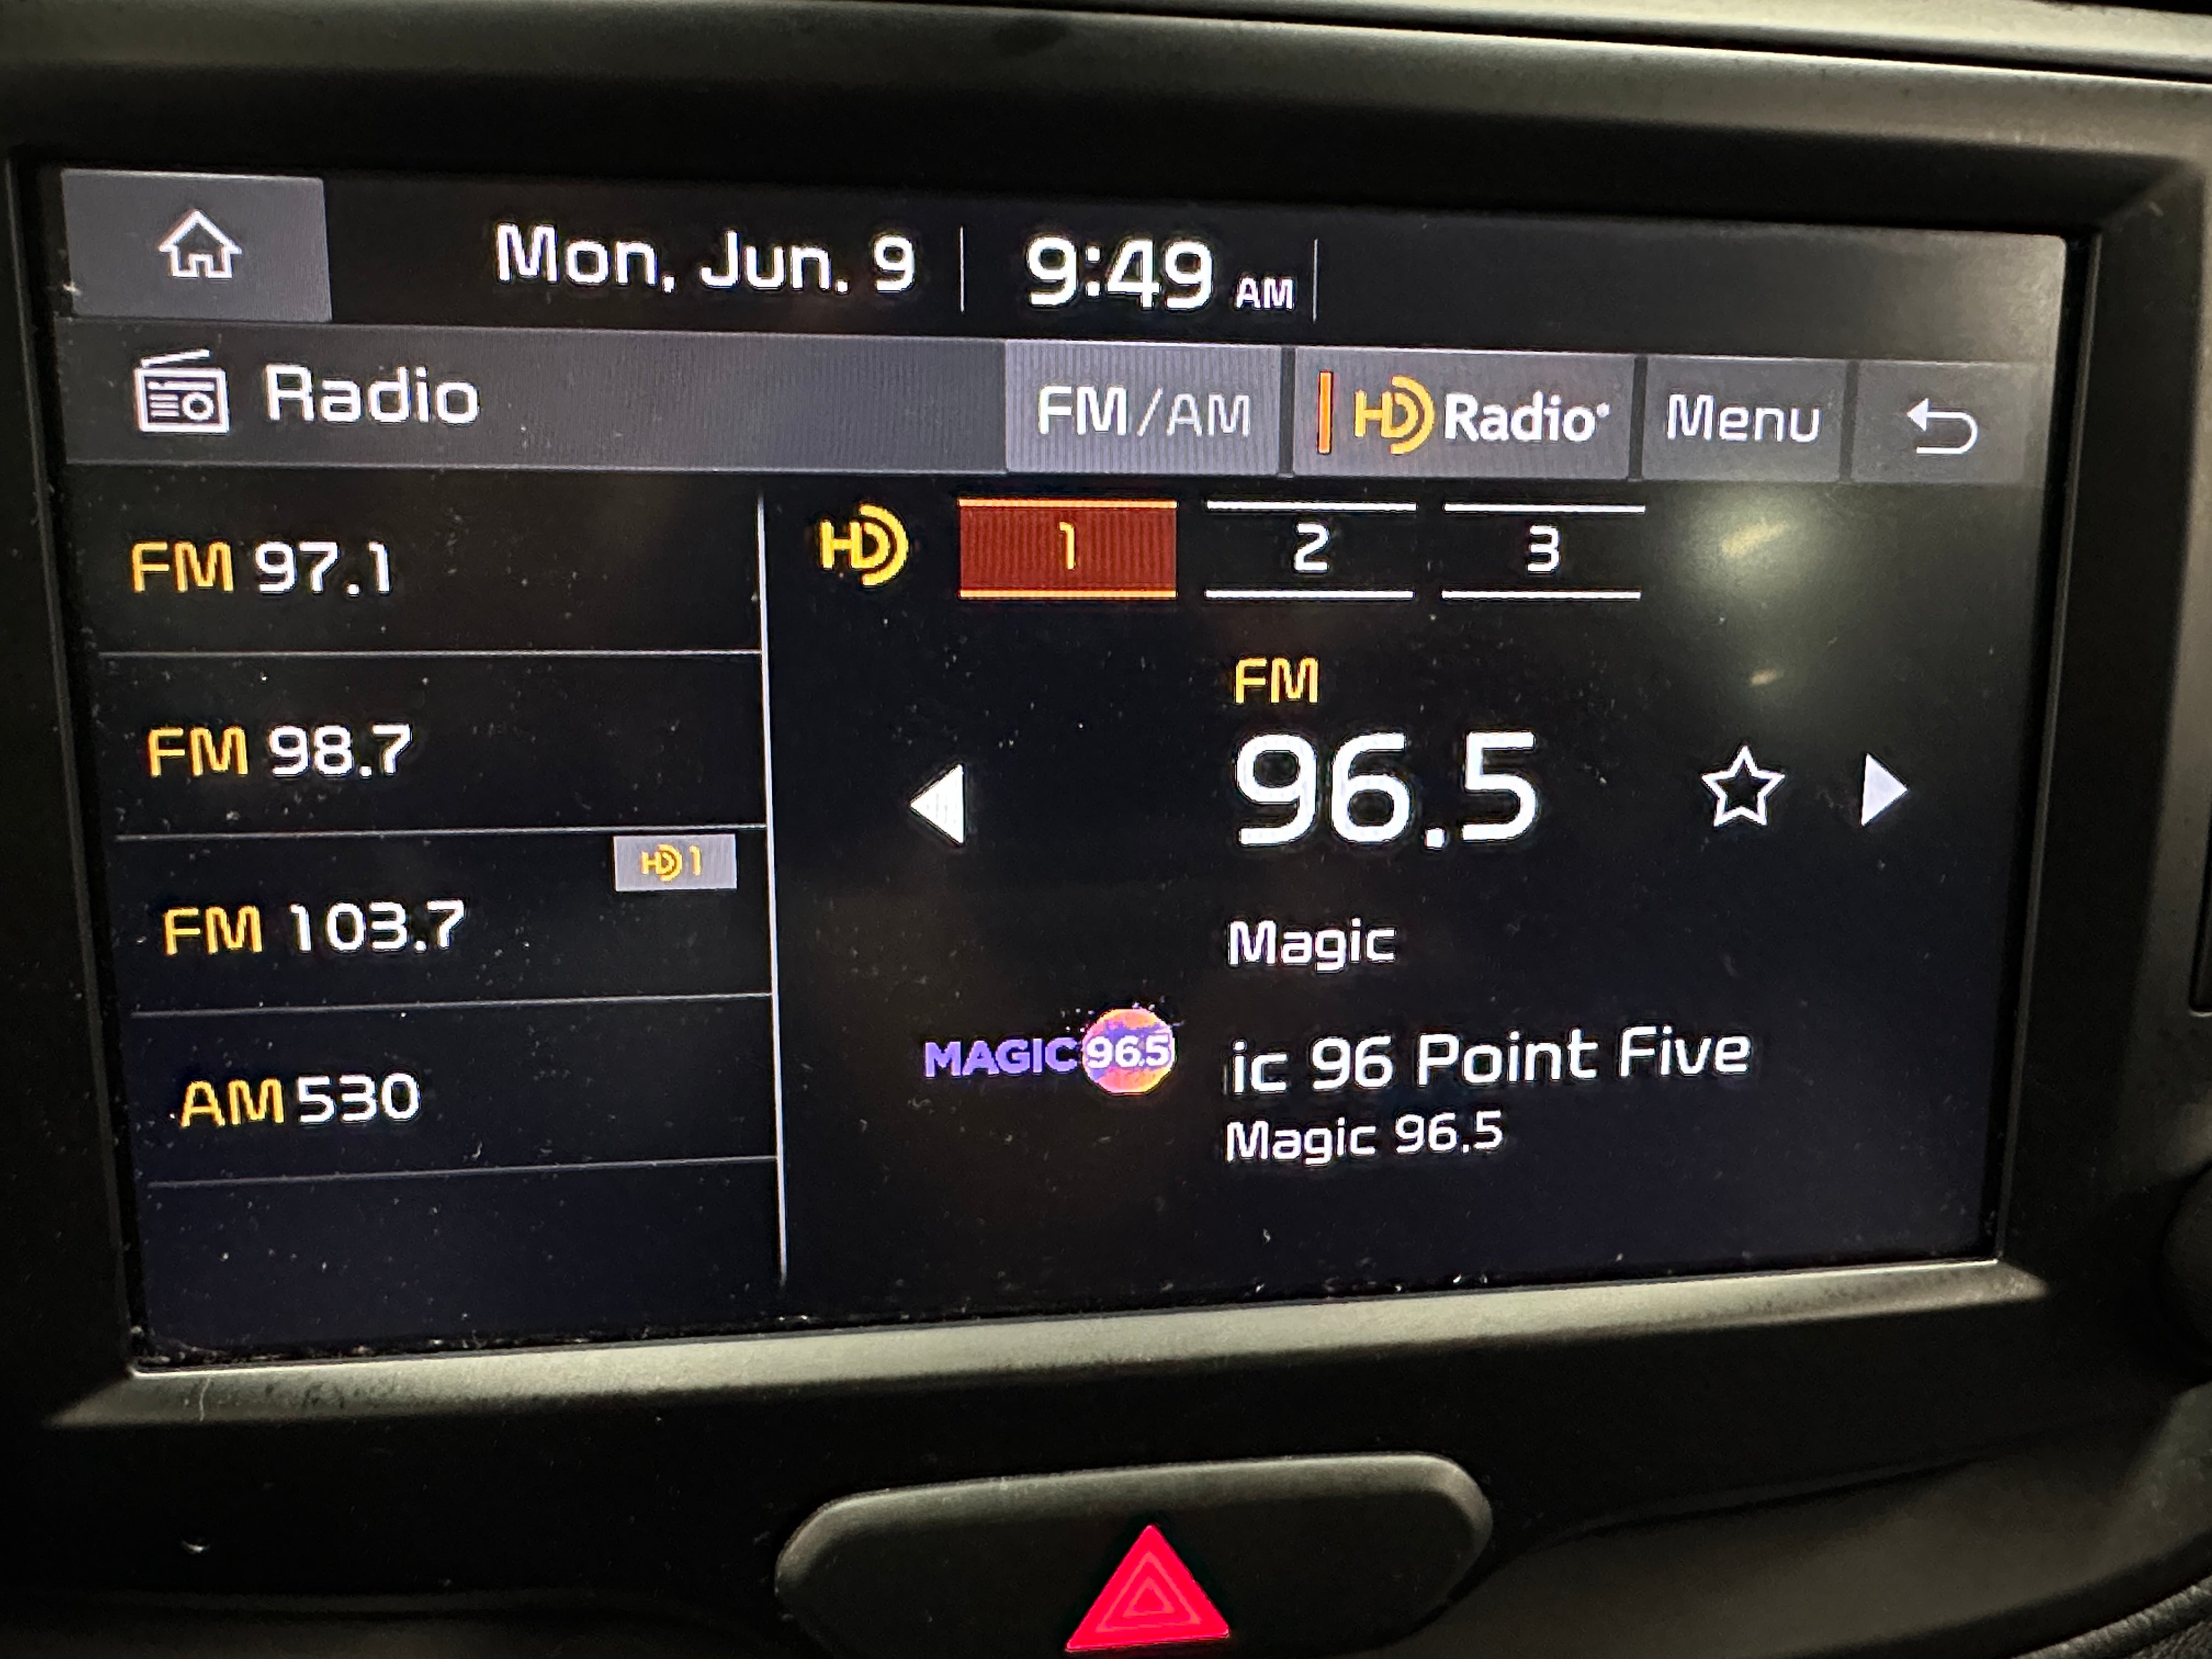 Mon, Jun. 9 9:49 AM
Radio FM/AM HD Radio® Menu
FM 97.1
FM 98.7
HD 1
FM 103.7
AM 530
HD 1 2 3
FM
96.5
Magic
MAGIC 96.5
ic 96 Point Five
Magic 96.5